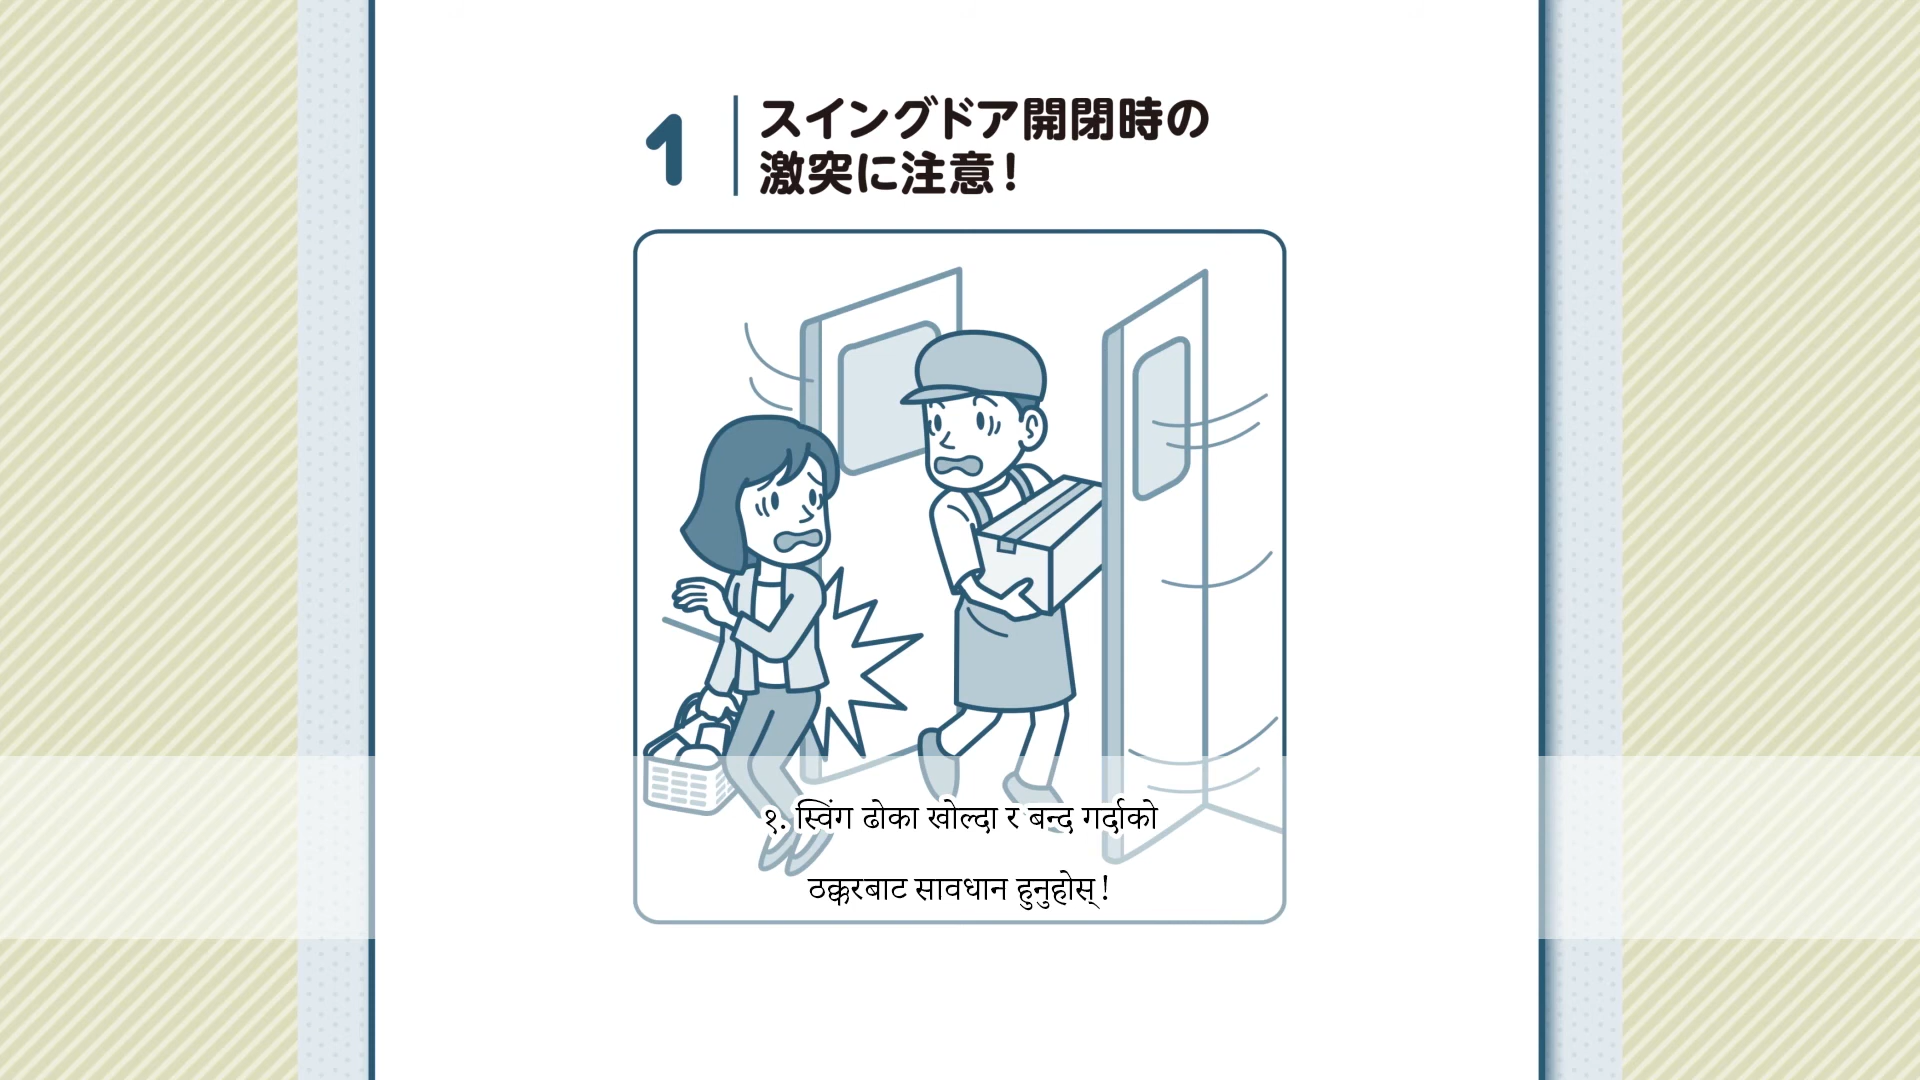 1
スイングドア開閉時の
激突に注意！
१. स्विंग ढोका खोल्दा र बन्द गर्दाको
ठक्करबाट सावधान हुनुहोस्!